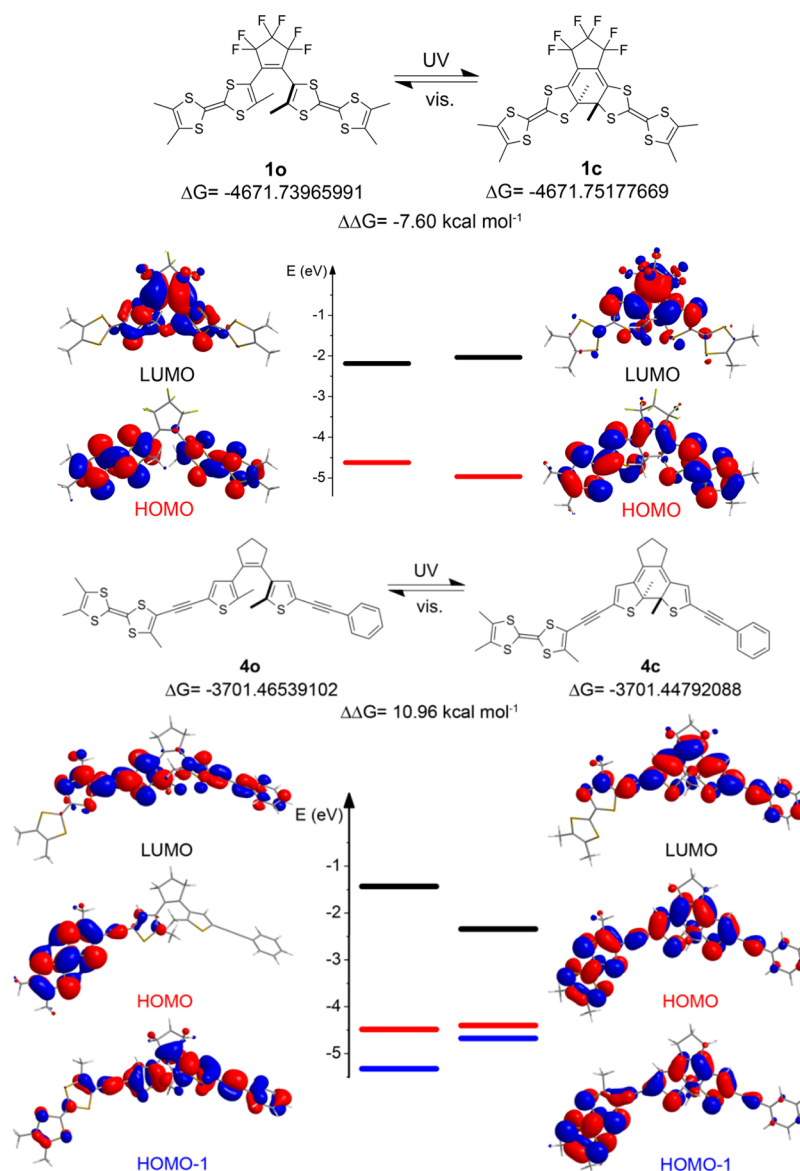 F F F F F F
UV
vis.
F F F F F F
S S S S S S S S
S S S S S S S S
1o
1c
ΔG= -4671.73965991
ΔG= -4671.75177669
ΔΔG= -7.60 kcal mol⁻¹
E (eV)
-1
-2
-3
-4
-5
LUMO
LUMO
HOMO
HOMO
UV
vis.
S S S S S S
S S S S S S
4o
4c
ΔG= -3701.46539102
ΔG= -3701.44792088
ΔΔG= 10.96 kcal mol⁻¹
E (eV)
-1
-2
-3
-4
-5
LUMO
LUMO
HOMO
HOMO
HOMO-1
HOMO-1